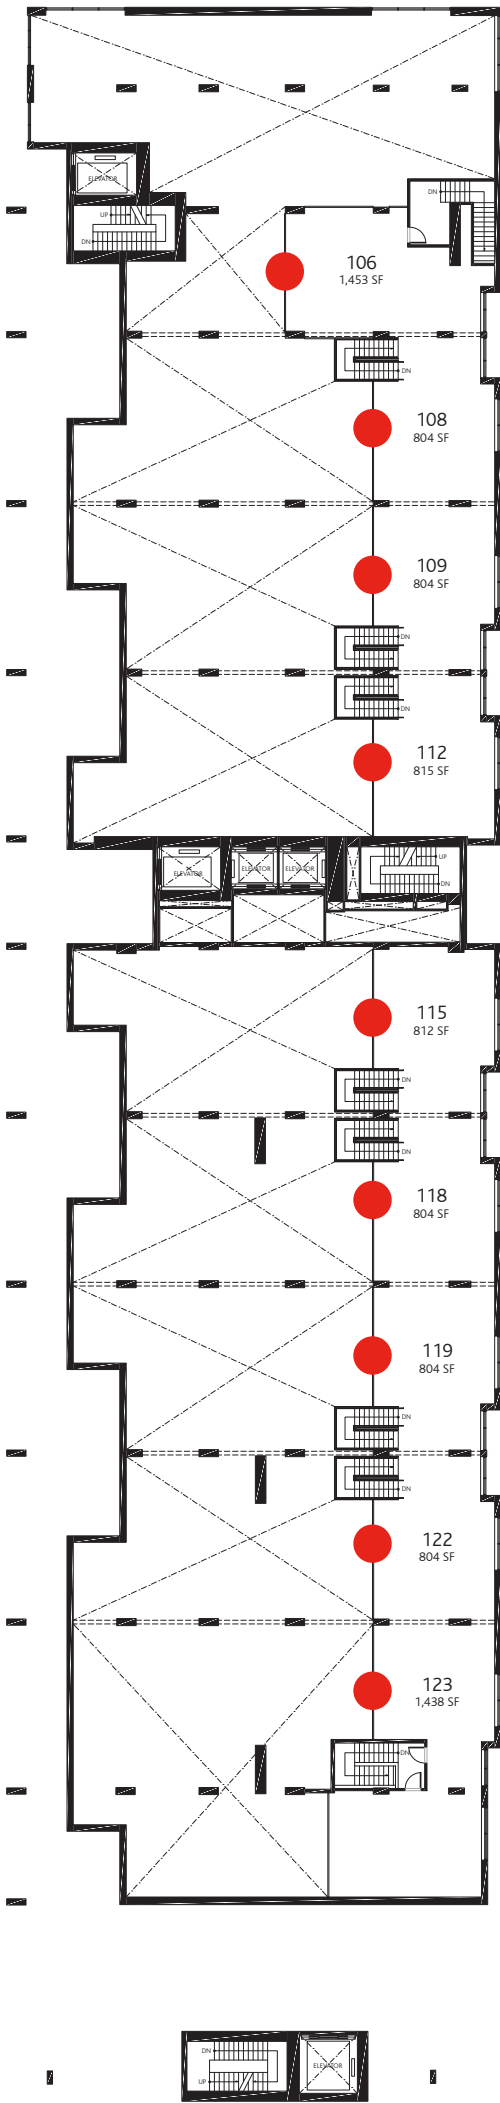 ELEVATOR
UP
DN
DN
106
1,453 SF
DN
108
804 SF
109
804 SF
DN
DN
112
815 SF
ELEVATOR
ELEVATOR
ELEVATOR
UP
DN
115
812 SF
DN
DN
118
804 SF
119
804 SF
DN
DN
122
804 SF
123
1,438 SF
DN
DN
UP
ELEVATOR